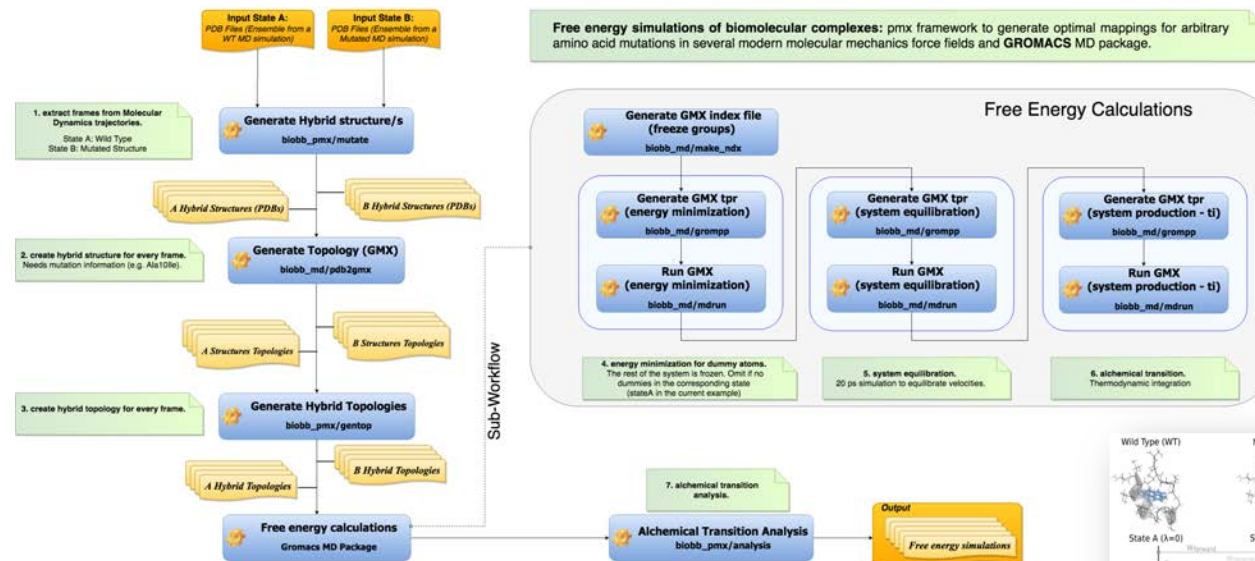 Input State A:
PDB Files (Ensemble from a
WT MD simulation)
Input State B:
PDB Files (Ensemble from a
Mutated MD simulation)
Free energy simulations of biomolecular complexes: pmx framework to generate optimal mappings for arbitrary
amino acid mutations in several modern molecular mechanics force fields and GROMACS MD package.
1. extract frames from Molecular
Dynamics trajectories.
State A: Wild Type
State B: Mutated Structure
Generate Hybrid structure/s
biobb_pmx/mutate
A Hybrid Structures (PDBs)
B Hybrid Structures (PDBs)
2. create hybrid structure for every frame.
Needs mutation information (e.g. Ala10Ile).
Generate Topology (GMX)
biobb_md/pdb2gmx
A Structures Topologies
B Structures Topologies
3. create hybrid topology for every frame.
Generate Hybrid Topologies
biobb_pmx/gentop
A Hybrid Topologies
B Hybrid Topologies
Free energy calculations
Gromacs MD Package
Sub-Workflow
Free Energy Calculations
Generate GMX index file
(freeze groups)
biobb_md/make_ndx
Generate GMX tpr
(energy minimization)
biobb_md/grompp
Run GMX
(energy minimization)
biobb_md/mdrun
Generate GMX tpr
(system equilibration)
biobb_md/grompp
Run GMX
(system equilibration)
biobb_md/mdrun
Generate GMX tpr
(system production - ti)
biobb_md/grompp
Run GMX
(system production - ti)
biobb_md/mdrun
4. energy minimization for dummy atoms.
The rest of the system is frozen. Omit if no
dummies in the corresponding state
(stateA in the current example)
5. system equilibration.
20 ps simulation to equilibrate velocities.
6. alchemical transition.
Thermodynamic integration
7. alchemical transition
analysis.
Alchemical Transition Analysis
biobb_pmx/analysis
Output
Free energy simulations
Wild Type (WT)
State A (λ=0)